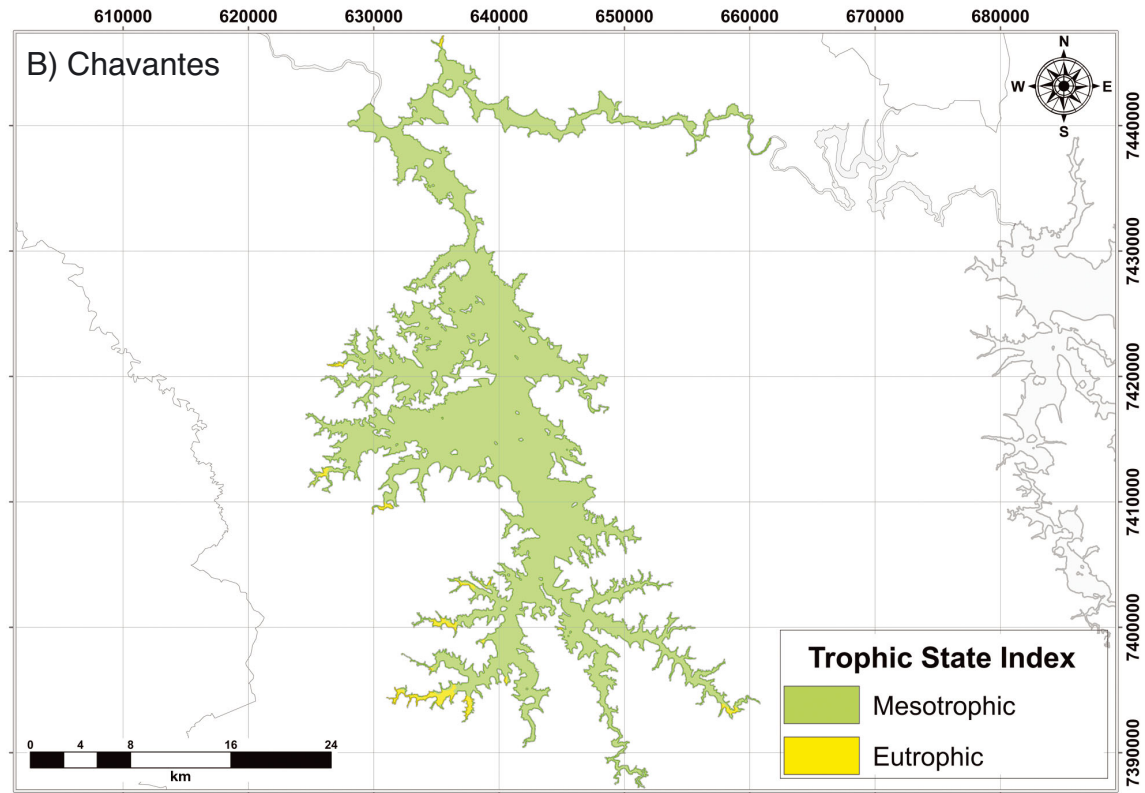 610000 620000 630000 640000 650000 660000 670000 680000
B) Chavantes
N
W E
S
7440000
7430000
7420000
7410000
7400000
7390000
Trophic State Index
Mesotrophic
Eutrophic
0 4 8 16 24
km